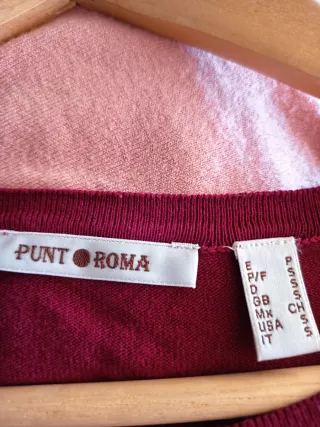 PUNT ROMA
E P
P/F S
D S
GB S
MX CH
USA S
IT S